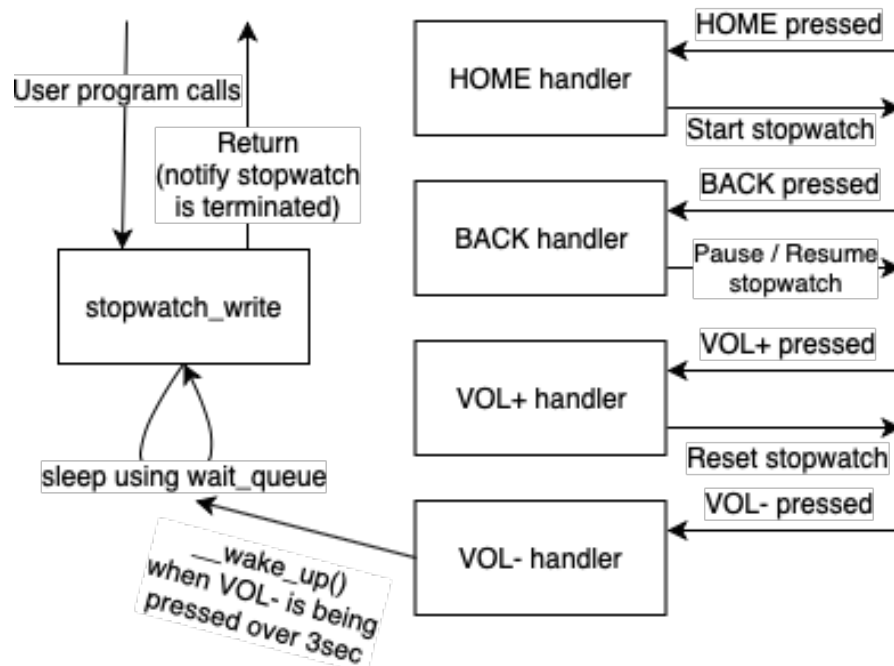 User program calls
Return
(notify stopwatch
is terminated)
stopwatch_write
sleep using wait_queue
__wake_up()
when VOL- is being
pressed over 3sec
HOME pressed
HOME handler
Start stopwatch
BACK pressed
BACK handler
Pause / Resume
stopwatch
VOL+ pressed
VOL+ handler
Reset stopwatch
VOL- pressed
VOL- handler